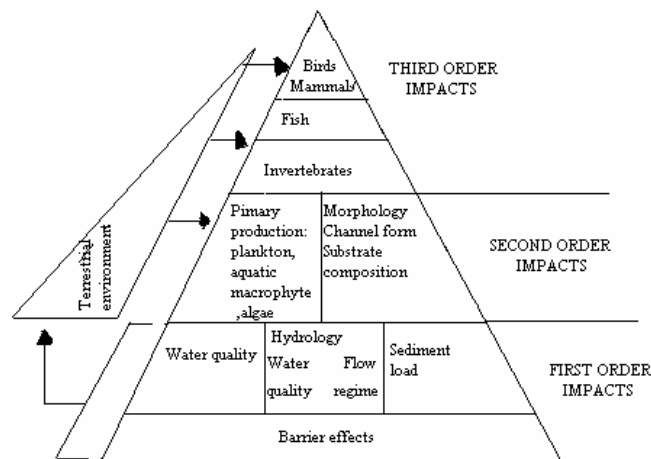 Birds
Mammals
THIRD ORDER
IMPACTS
Fish
Invertebrates
Terrestrial
environment
Pimary
production:
plankton,
aquatic
macrophyte
,algae
Morphology
Channel form
Substrate
composition
SECOND ORDER
IMPACTS
Water quality
Hydrology
Water Flow
quality regime
Sediment
load
FIRST ORDER
IMPACTS
Barrier effects